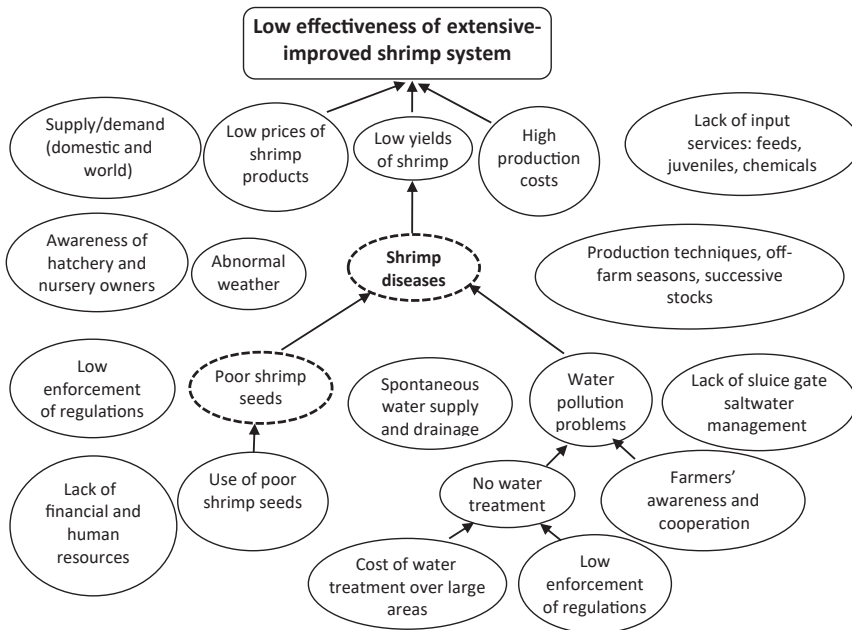 Low effectiveness of extensive-
improved shrimp system
Supply/demand
(domestic and
world)
Low prices of
shrimp
products
Low yields
of shrimp
High
production
costs
Lack of input
services: feeds,
juveniles, chemicals
Awareness of
hatchery and
nursery owners
Abnormal
weather
Shrimp
diseases
Production techniques, off-
farm seasons, successive
stocks
Low
enforcement
of regulations
Poor shrimp
seeds
Spontaneous
water supply
and drainage
Water
pollution
problems
Lack of sluice gate
saltwater
management
Lack of
financial and
human
resources
Use of poor
shrimp seeds
No water
treatment
Farmers’
awareness and
cooperation
Cost of water
treatment over large
areas
Low
enforcement
of regulations